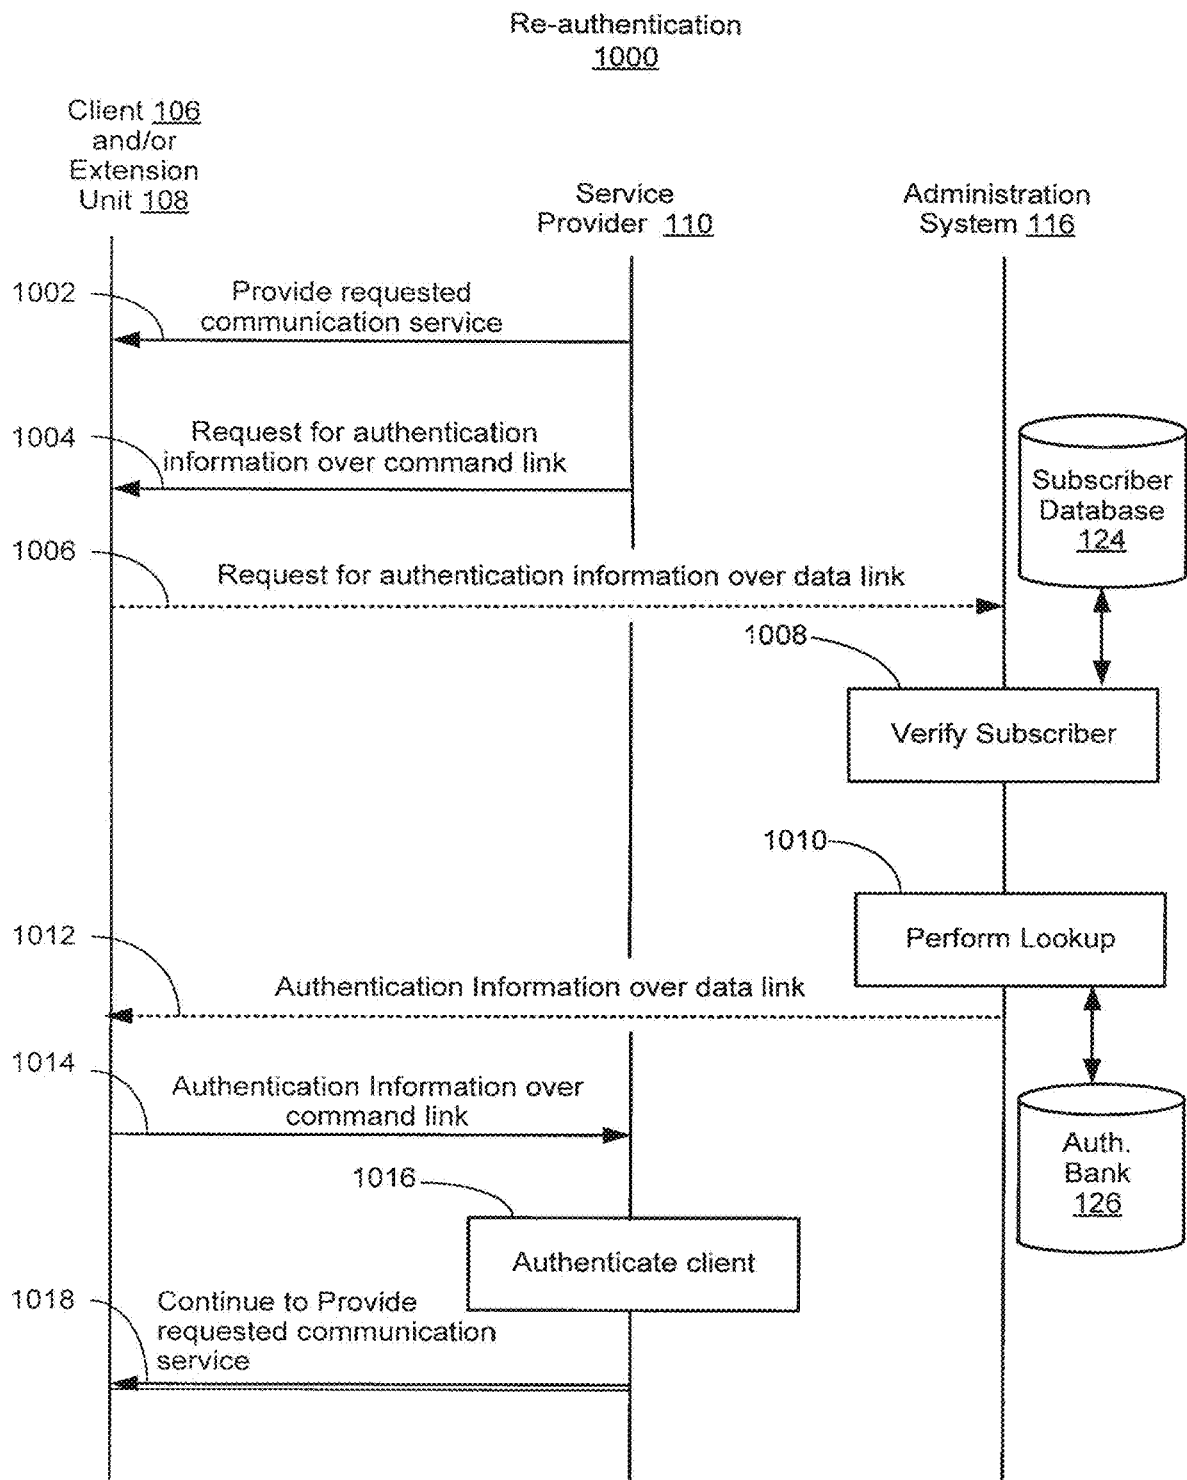 Re-authentication
1000
Client 106
and/or
Extension
Unit 108
Service
Provider 110
Administration
System 116
1002
Provide requested
communication service
1004
Request for authentication
information over command link
Subscriber
Database
124
1006
Request for authentication information over data link
1008
Verify Subscriber
1010
Perform Lookup
1012
Authentication Information over data link
1014
Authentication Information over
command link
Auth.
Bank
126
1016
Authenticate client
1018
Continue to Provide
requested communication
service